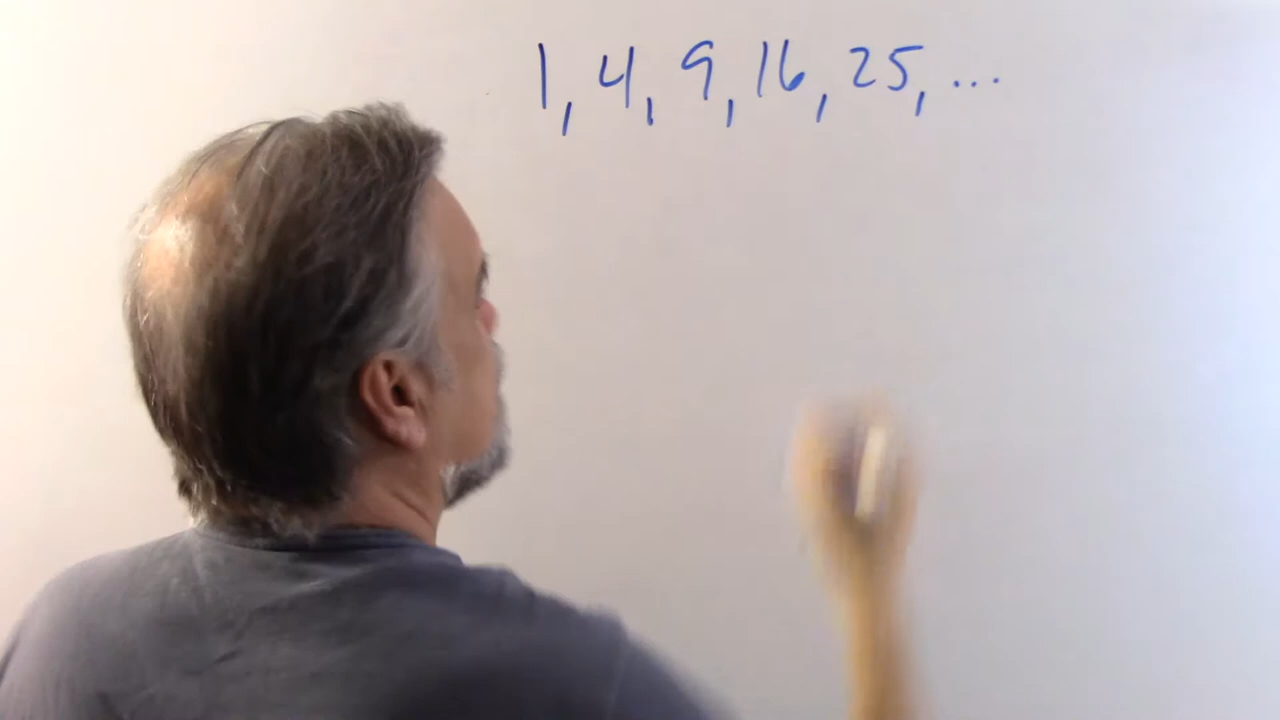 1, 4, 9, 16, 25, ...